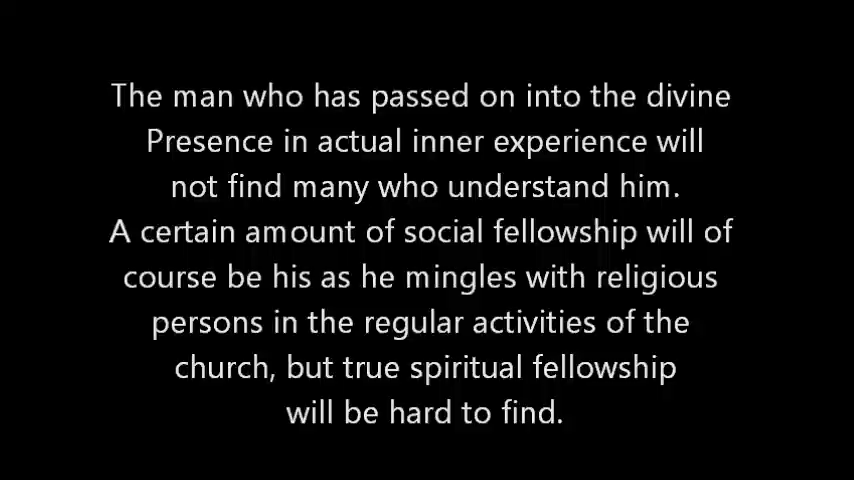 The man who has passed on into the divine
Presence in actual inner experience will
not find many who understand him.
A certain amount of social fellowship will of
course be his as he mingles with religious
persons in the regular activities of the
church, but true spiritual fellowship
will be hard to find.